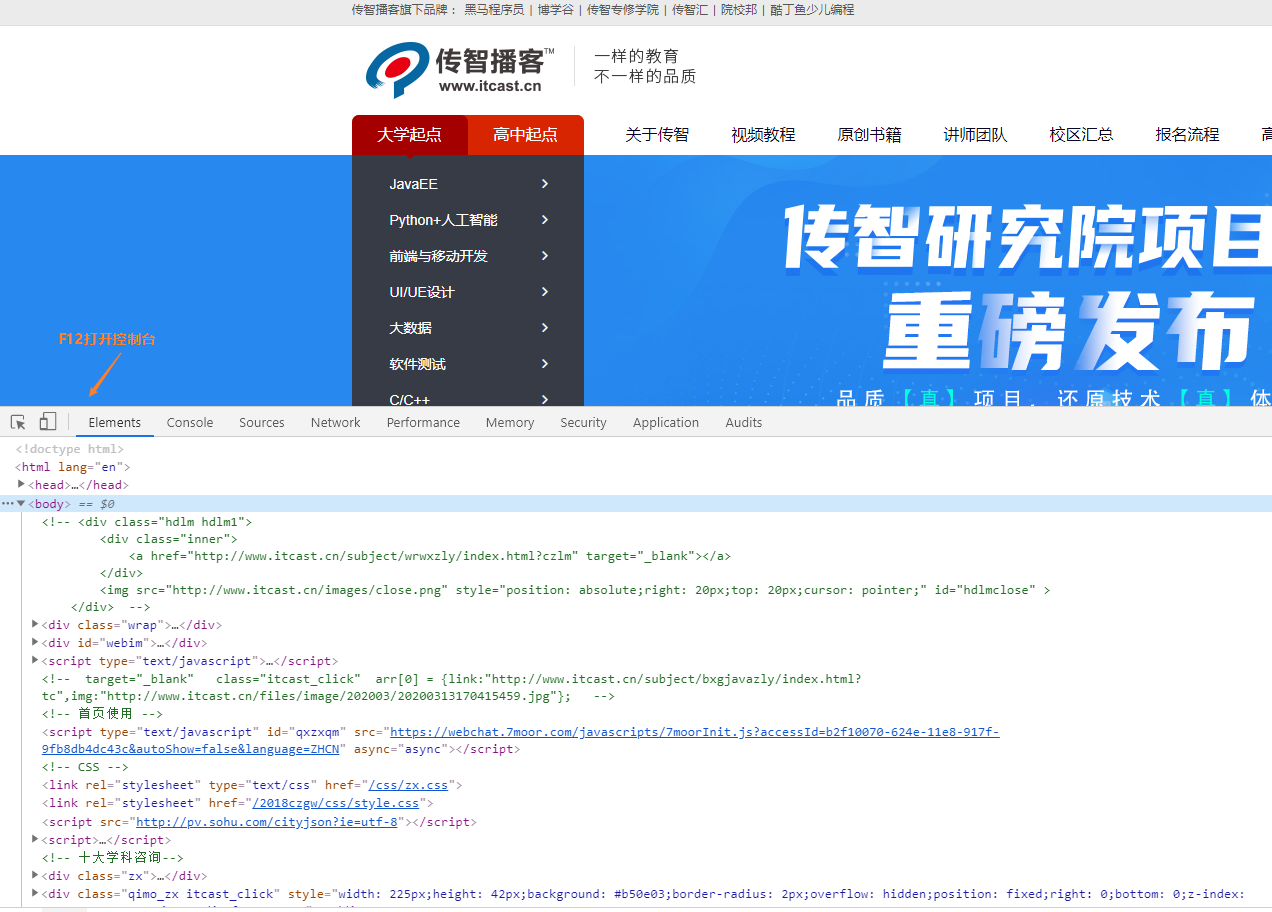 传智播客旗下品牌： 黑马程序员 | 博学谷 | 传智专修学院 | 传智汇 | 院校邦 | 酷丁鱼少儿编程
传智播客™
www.itcast.cn
一样的教育
不一样的品质
大学起点 高中起点 关于传智 视频教程 原创书籍 讲师团队 校区汇总 报名流程 高
JavaEE
Python+人工智能
前端与移动开发
UI/UE设计
大数据
软件测试
C/C++
传智研究院项目
重磅发布
品质【真】项目，还原技术【真】体
F12打开控制台
Elements Console Sources Network Performance Memory Security Application Audits
<!doctype html>
<html lang="en">
<head>…</head>
<body> == $0
<!-- <div class="hdlm hdlm1">
<div class="inner">
<a href="http://www.itcast.cn/subject/wrwxzly/index.html?czlm" target="_blank"></a>
</div>
<img src="http://www.itcast.cn/images/close.png" style="position: absolute;right: 20px;top: 20px;cursor: pointer;" id="hdlmclose" >
</div>  -->
<div class="wrap">…</div>
<div id="webim">…</div>
<script type="text/javascript">…</script>
<!--  target="_blank"   class="itcast_click"  arr[0] = {link:"http://www.itcast.cn/subject/bxgjavazly/index.html?
tc",img:"http://www.itcast.cn/files/image/202003/20200313170415459.jpg"};   -->
<!-- 首页使用 -->
<script type="text/javascript" id="qxzxqm" src="https://webchat.7moor.com/javascripts/7moorInit.js?accessId=b2f10070-624e-11e8-917f-
9fb8db4dc43c&autoShow=false&language=ZHCN" async="async"></script>
<!-- CSS -->
<link rel="stylesheet" type="text/css" href="/css/zx.css">
<link rel="stylesheet" href="/2018czgw/css/style.css">
<script src="http://pv.sohu.com/cityjson?ie=utf-8"></script>
<script>…</script>
<!-- 十大学科咨询-->
<div class="zx">…</div>
<div class="qimo_zx itcast_click" style="width: 225px;height: 42px;background: #b50e03;border-radius: 2px;overflow: hidden;position: fixed;right: 0;bottom: 0;z-index: